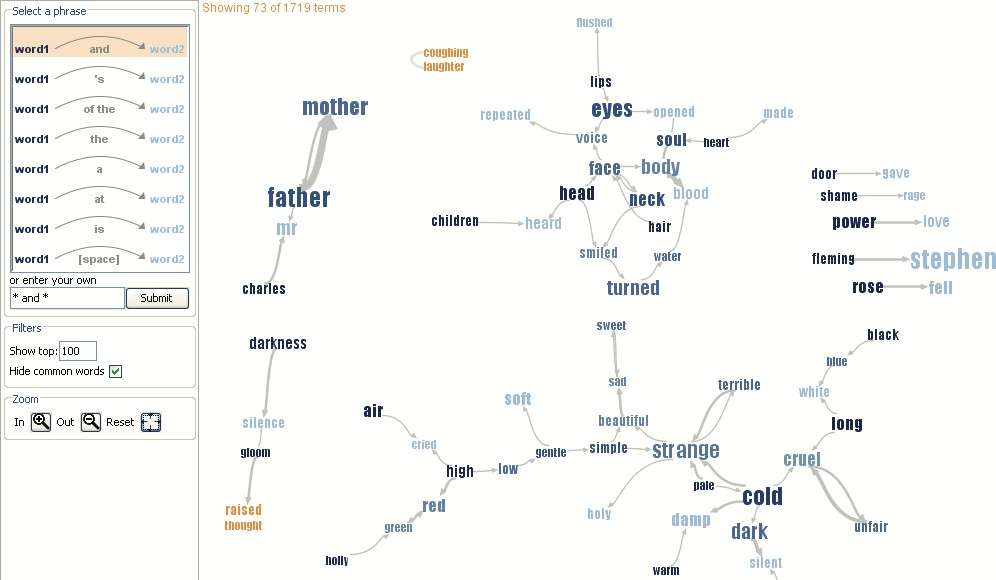 Select a phrase
word1 and word2
word1 's word2
word1 of the word2
word1 the word2
word1 a word2
word1 at word2
word1 is word2
word1 [space] word2
or enter your own
* and * Submit
Filters
Show top: 100
Hide common words
Zoom
In Out Reset
Showing 73 of 1719 terms
flushed
coughing
laughter
lips
mother
eyes
opened
repeated
made
voice
soul
heart
face
body
door gave
father
head
neck
blood
shame rage
mr
children
heard
hair
power love
smiled
water
fleming stephen
charles
turned
rose fell
sweet
darkness
black
blue
sad
terrible
white
soft
air
silence
beautiful
long
cried
gloom
gentle
simple
strange
cruel
high
low
pale
cold
raised
thought
red
holy
damp
green
dark
unfair
holly
warm
silent